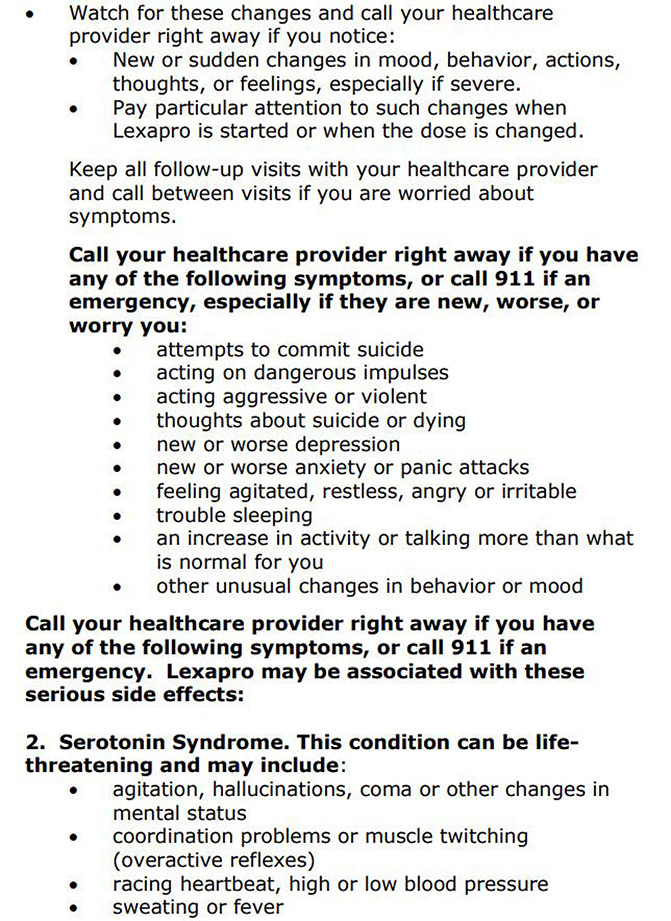 • Watch for these changes and call your healthcare
provider right away if you notice:
• New or sudden changes in mood, behavior, actions,
thoughts, or feelings, especially if severe.
• Pay particular attention to such changes when
Lexapro is started or when the dose is changed.
Keep all follow-up visits with your healthcare provider
and call between visits if you are worried about
symptoms.
Call your healthcare provider right away if you have
any of the following symptoms, or call 911 if an
emergency, especially if they are new, worse, or
worry you:
• attempts to commit suicide
• acting on dangerous impulses
• acting aggressive or violent
• thoughts about suicide or dying
• new or worse depression
• new or worse anxiety or panic attacks
• feeling agitated, restless, angry or irritable
• trouble sleeping
• an increase in activity or talking more than what
is normal for you
• other unusual changes in behavior or mood
Call your healthcare provider right away if you have
any of the following symptoms, or call 911 if an
emergency. Lexapro may be associated with these
serious side effects:
2. Serotonin Syndrome. This condition can be life-
threatening and may include:
• agitation, hallucinations, coma or other changes in
mental status
• coordination problems or muscle twitching
(overactive reflexes)
• racing heartbeat, high or low blood pressure
• sweating or fever